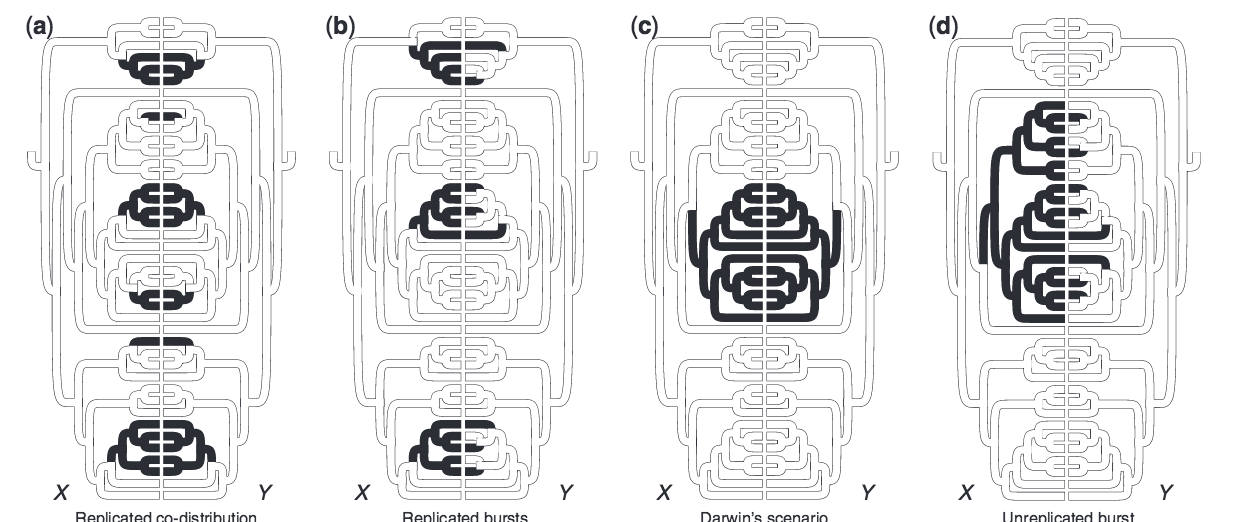 (a) (b) (c) (d)
X Y X Y X Y X Y
Replicated co-distribution Replicated bursts Darwin's scenario Unreplicated burst